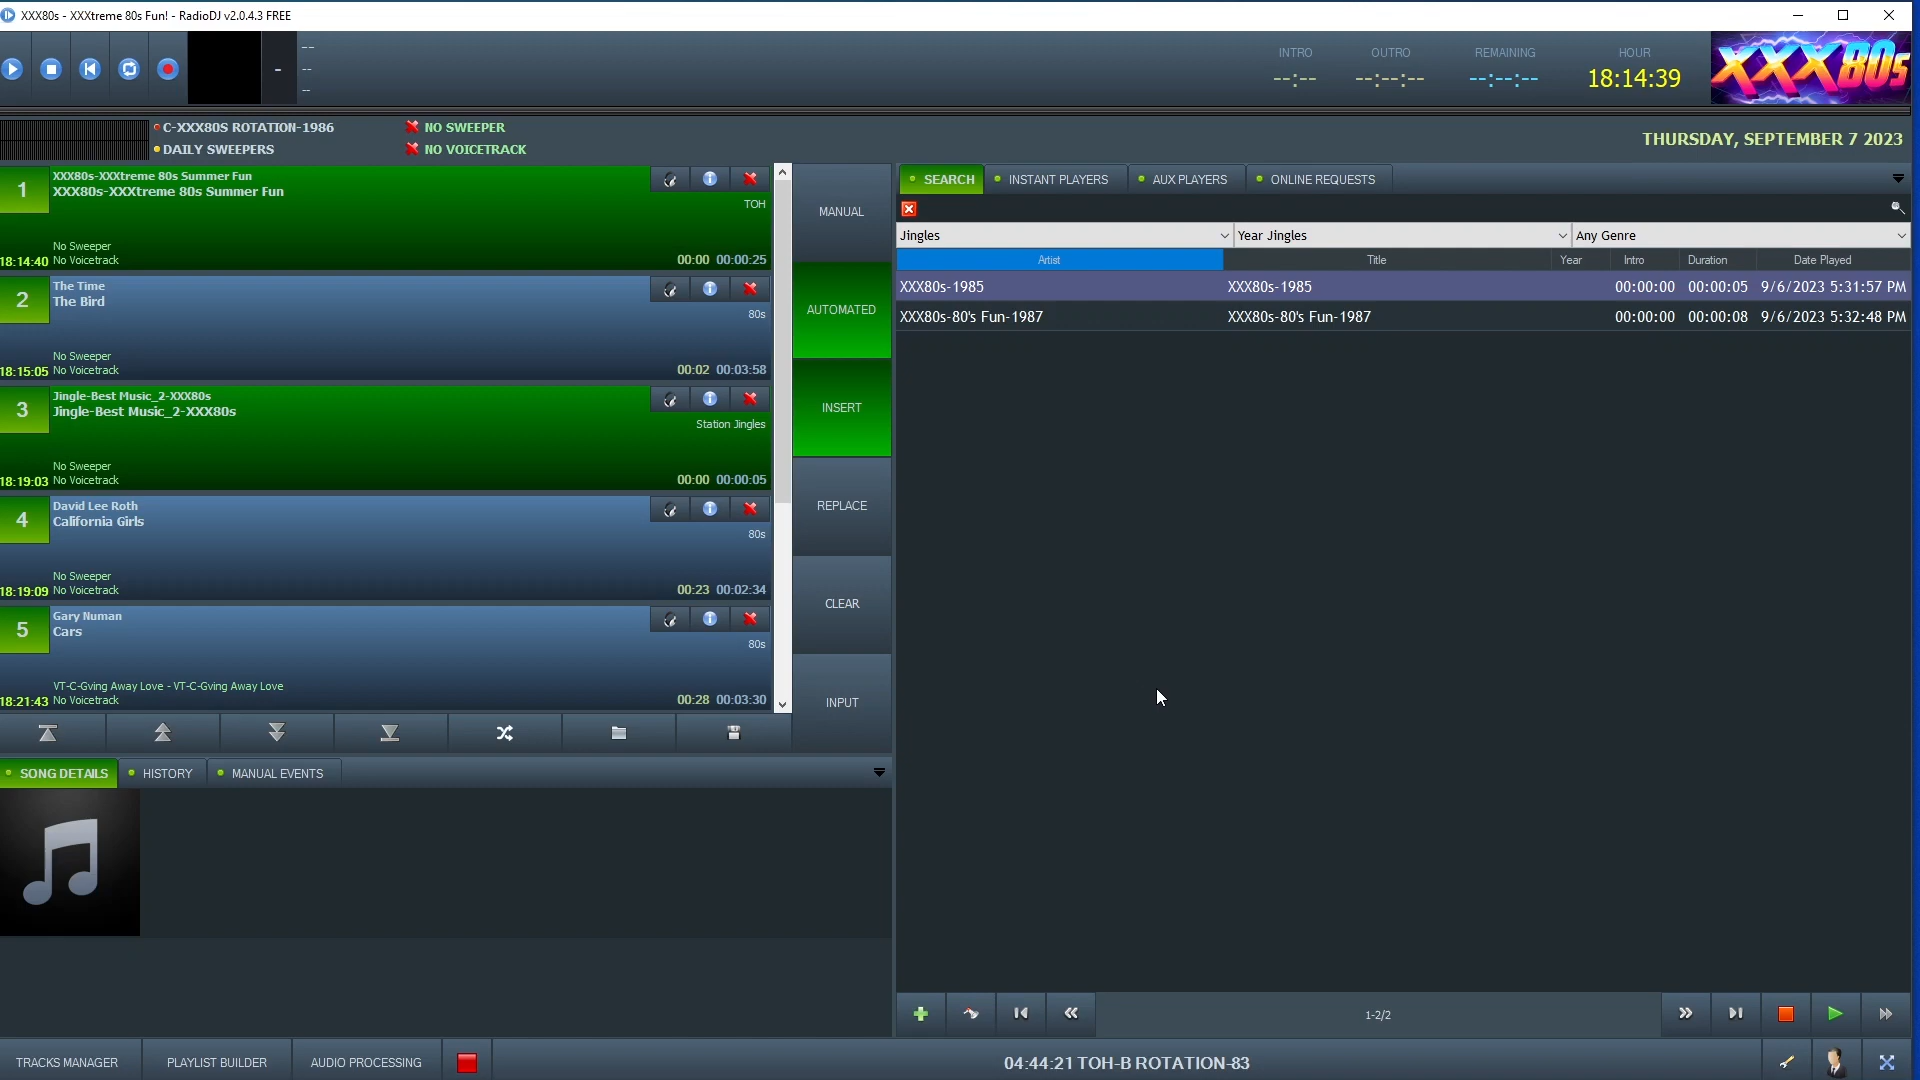 XXX80s - XXXtreme 80s Fun! - RadioDJ v2.0.4.3 FREE
--
-
--
--
INTRO
--:--
OUTRO
--:--:--
REMAINING
--:--:--
HOUR
18:14:39
XXX80s
C-XXX80S ROTATION-1986
NO SWEEPER
DAILY SWEEPERS
NO VOICETRACK
THURSDAY, SEPTEMBER 7 2023
1
XXX80s-XXXtreme 80s Summer Fun
XXX80s-XXXtreme 80s Summer Fun
TOH
No Sweeper
18:14:40 No Voicetrack 00:00 00:00:25
2
The Time
The Bird
80s
No Sweeper
18:15:05 No Voicetrack 00:02 00:03:58
3
Jingle-Best Music_2-XXX80s
Jingle-Best Music_2-XXX80s
Station Jingles
No Sweeper
18:19:03 No Voicetrack 00:00 00:00:05
4
David Lee Roth
California Girls
80s
No Sweeper
18:19:09 No Voicetrack 00:23 00:02:34
5
Gary Numan
Cars
80s
VT-C-Gving Away Love - VT-C-Gving Away Love
18:21:43 No Voicetrack 00:28 00:03:30
MANUAL
AUTOMATED
INSERT
REPLACE
CLEAR
INPUT
SEARCH INSTANT PLAYERS AUX PLAYERS ONLINE REQUESTS
Jingles Year Jingles Any Genre
Artist Title Year Intro Duration Date Played
XXX80s-1985 XXX80s-1985 00:00:00 00:00:05 9/6/2023 5:31:57 PM
XXX80s-80's Fun-1987 XXX80s-80's Fun-1987 00:00:00 00:00:08 9/6/2023 5:32:48 PM
SONG DETAILS HISTORY MANUAL EVENTS
1-2/2
TRACKS MANAGER PLAYLIST BUILDER AUDIO PROCESSING
04:44:21 TOH-B ROTATION-83